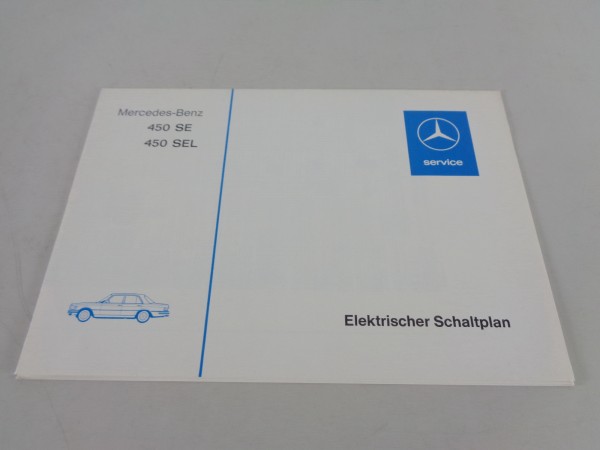 Mercedes-Benz
450 SE
450 SEL
service
Elektrischer Schaltplan